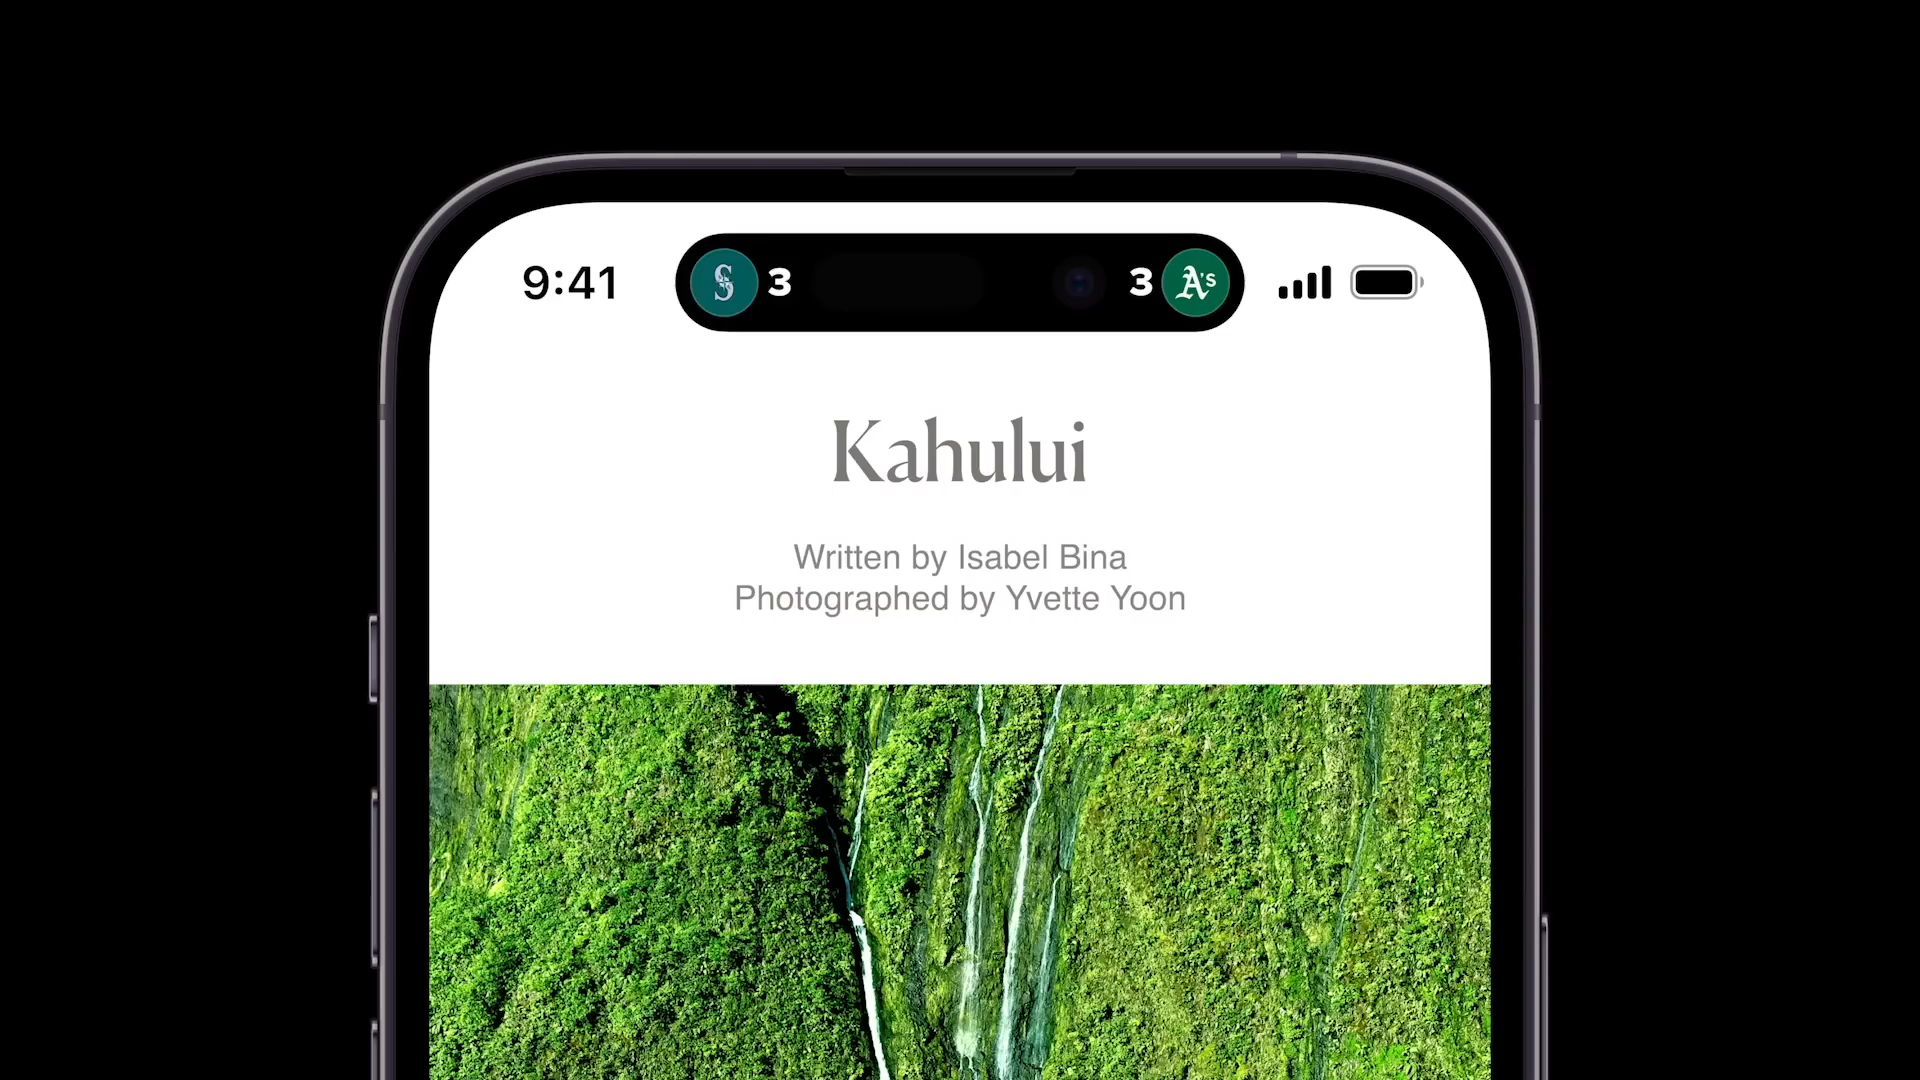 9:41 S 3 3 A's
Kahului
Written by Isabel Bina
Photographed by Yvette Yoon